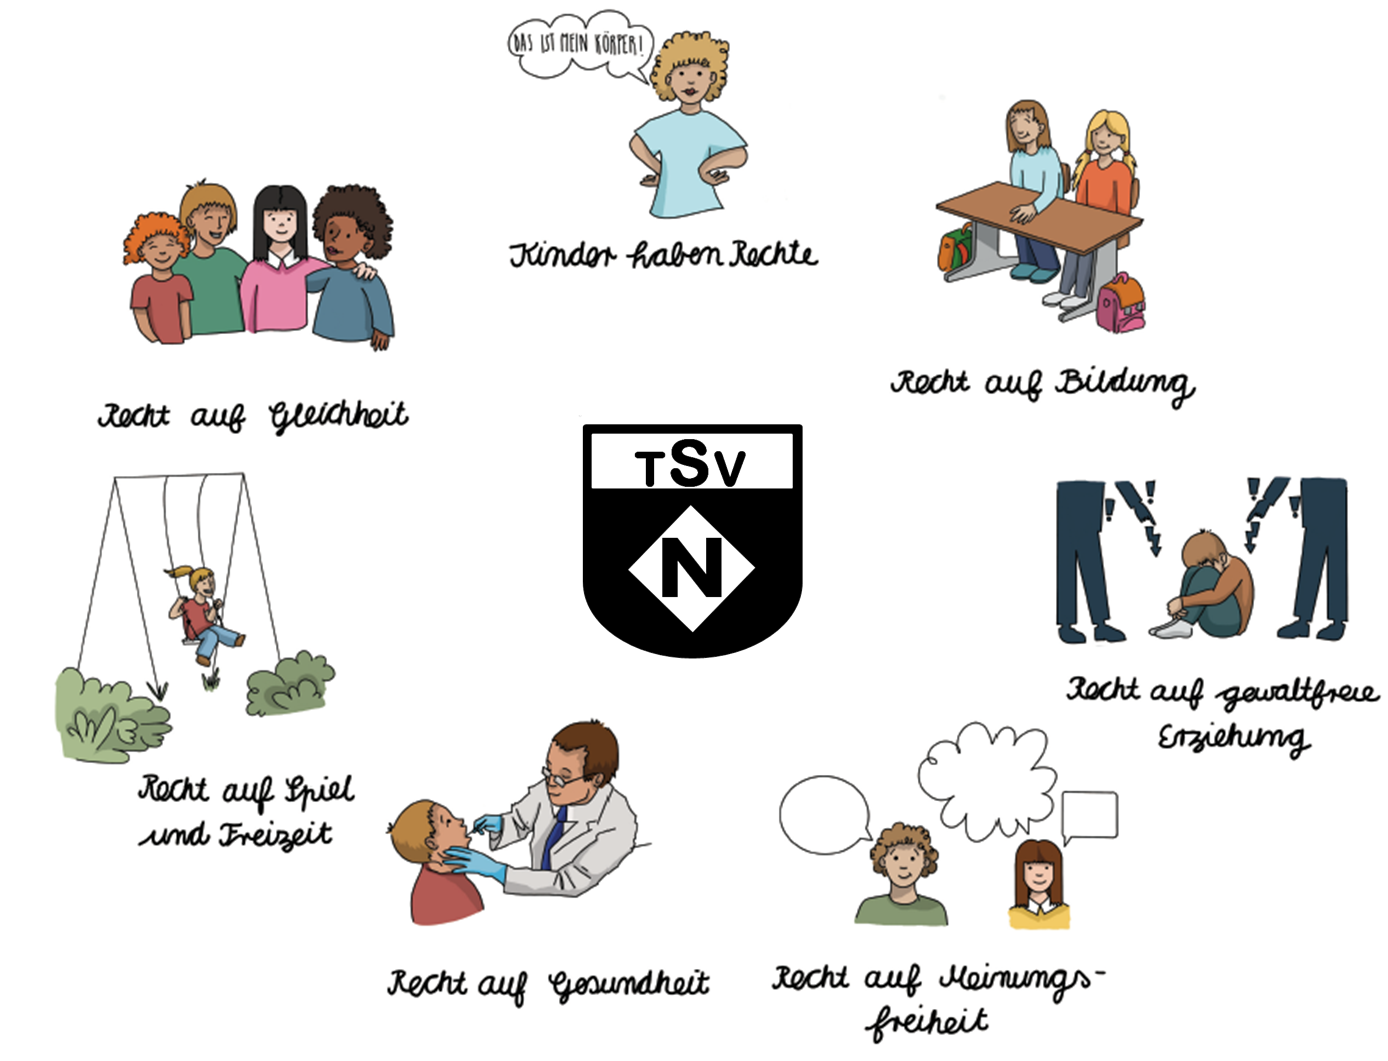 DAS IST MEIN KÖRPER!
Kinder haben Rechte
Recht auf Bildung
Recht auf Gleichheit
TSV
N
Recht auf gewaltfreie
Erziehung
Recht auf Spiel
und Freizeit
Recht auf Gesundheit
Recht auf Meinungs-
freiheit